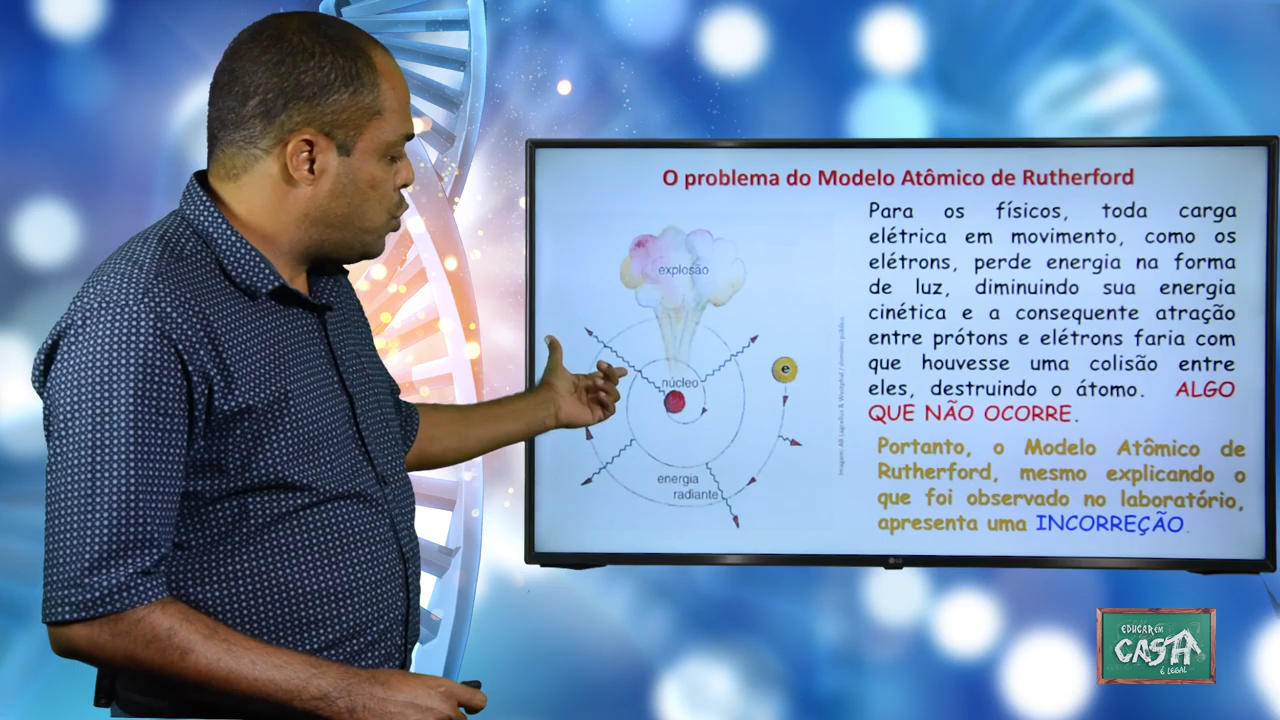 O problema do Modelo Atômico de Rutherford
Para os físicos, toda carga
elétrica em movimento, como os
elétrons, perde energia na forma
de luz, diminuindo sua energia
cinética e a consequente atração
entre prótons e elétrons faria com
que houvesse uma colisão entre
eles, destruindo o átomo. ALGO
QUE NÃO OCORRE.
Portanto, o Modelo Atômico de
Rutherford, mesmo explicando o
que foi observado no laboratório,
apresenta uma INCORREÇÃO.
explosão
núcleo
e
energia
radiante
LG
EDUCAR EM
CASA
É LEGAL